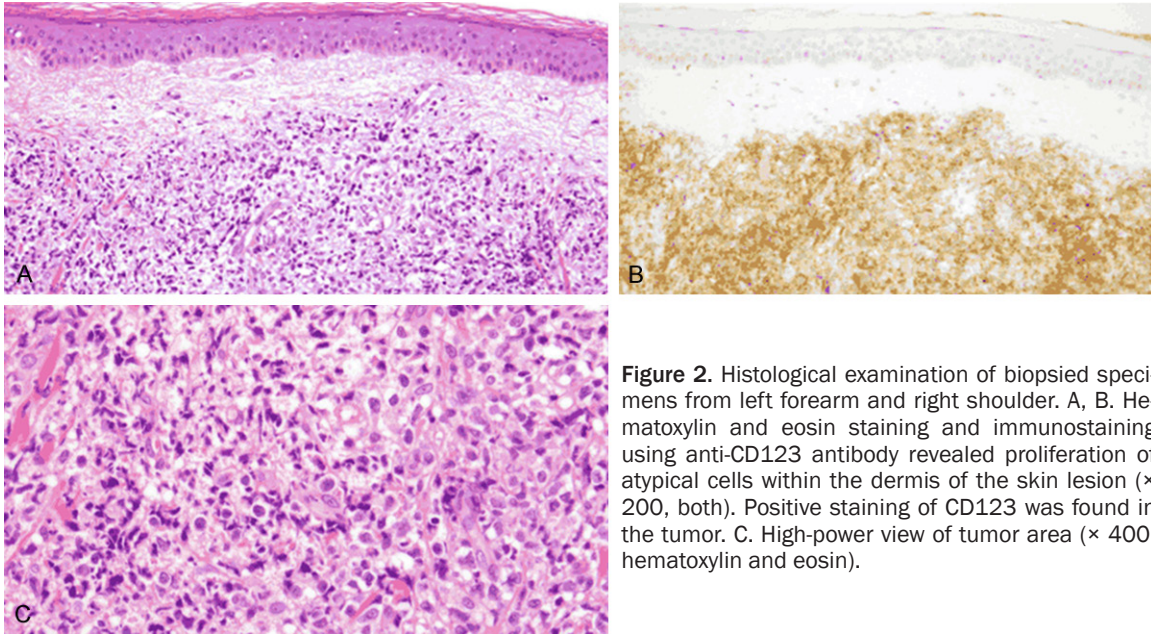 A
B
C
Figure 2. Histological examination of biopsied speci-
mens from left forearm and right shoulder. A, B. He-
matoxylin and eosin staining and immunostaining
using anti-CD123 antibody revealed proliferation of
atypical cells within the dermis of the skin lesion (×
200, both). Positive staining of CD123 was found in
the tumor. C. High-power view of tumor area (× 400,
hematoxylin and eosin).